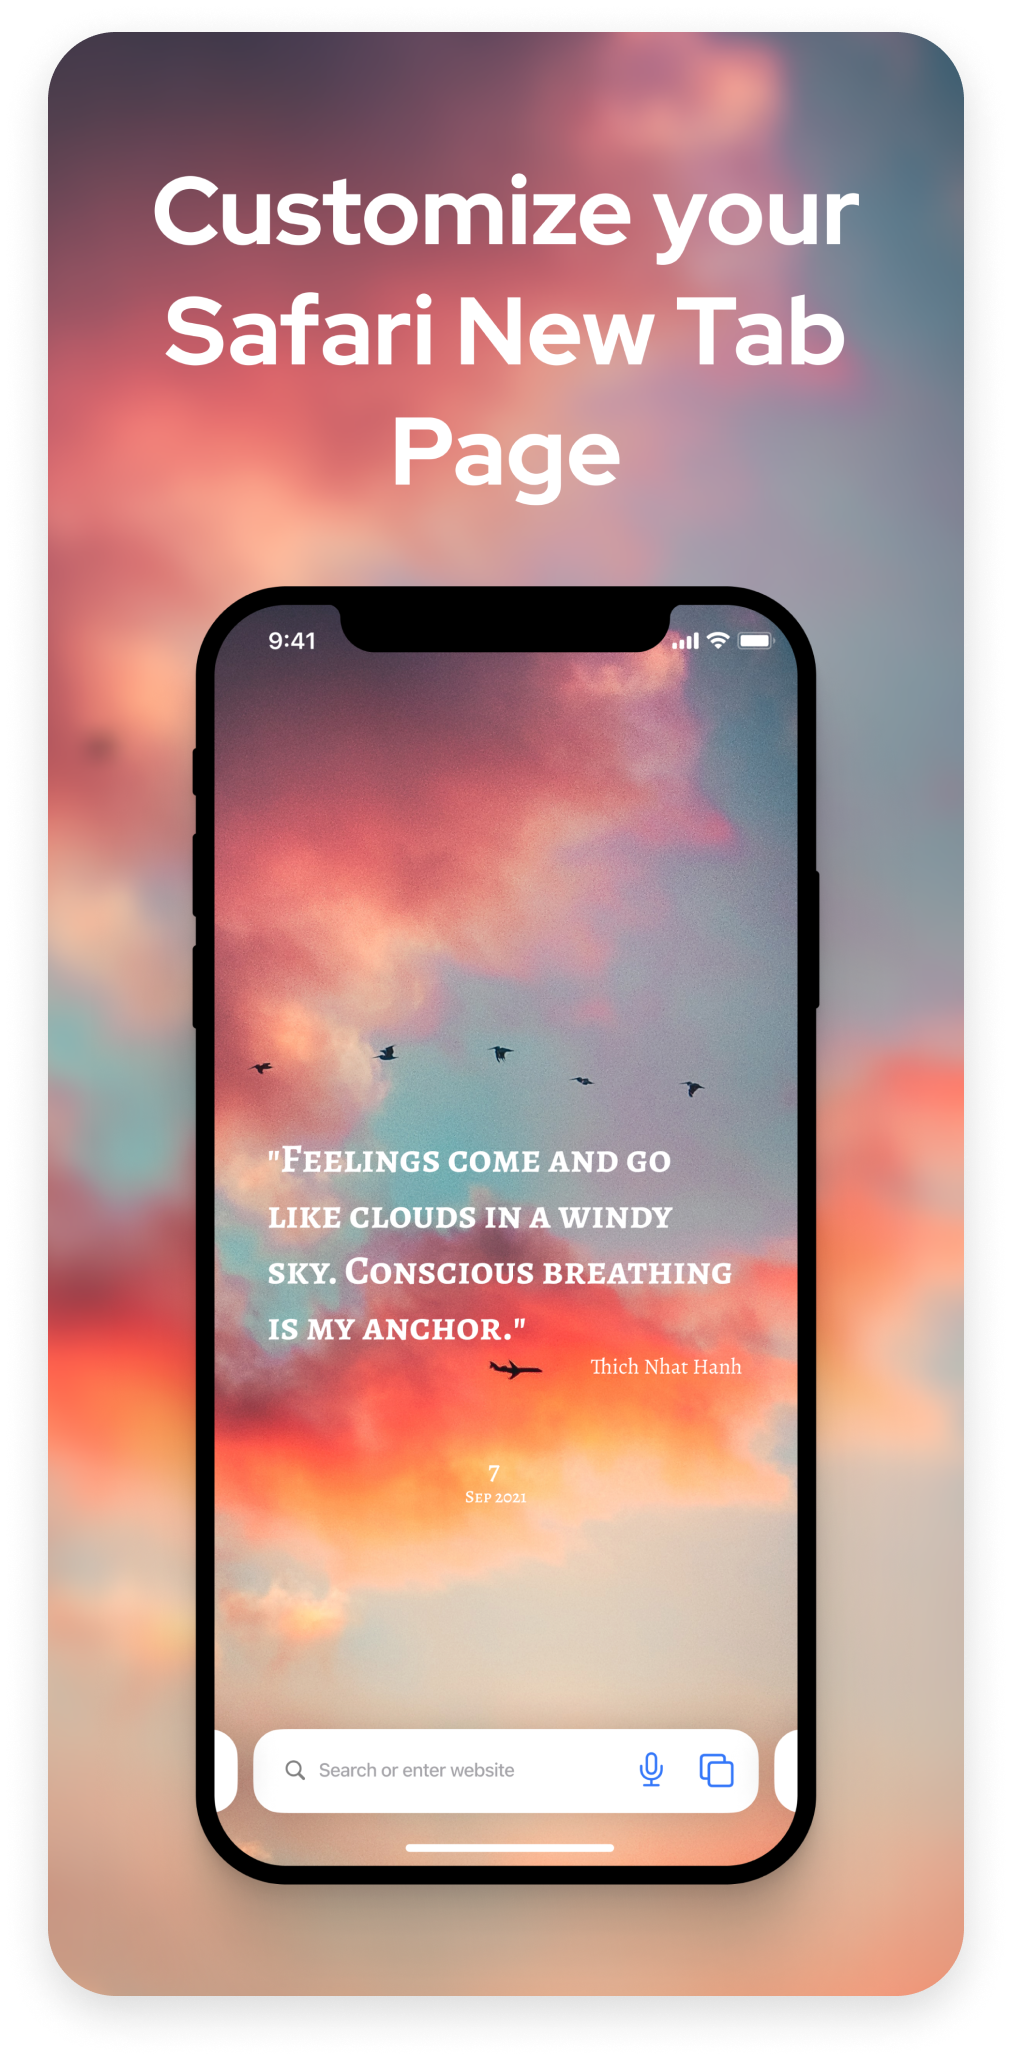 Customize your
Safari New Tab
Page
9:41
"Feelings come and go
like clouds in a windy
sky. Conscious breathing
is my anchor."
Thich Nhat Hanh
7
Sep 2021
Search or enter website